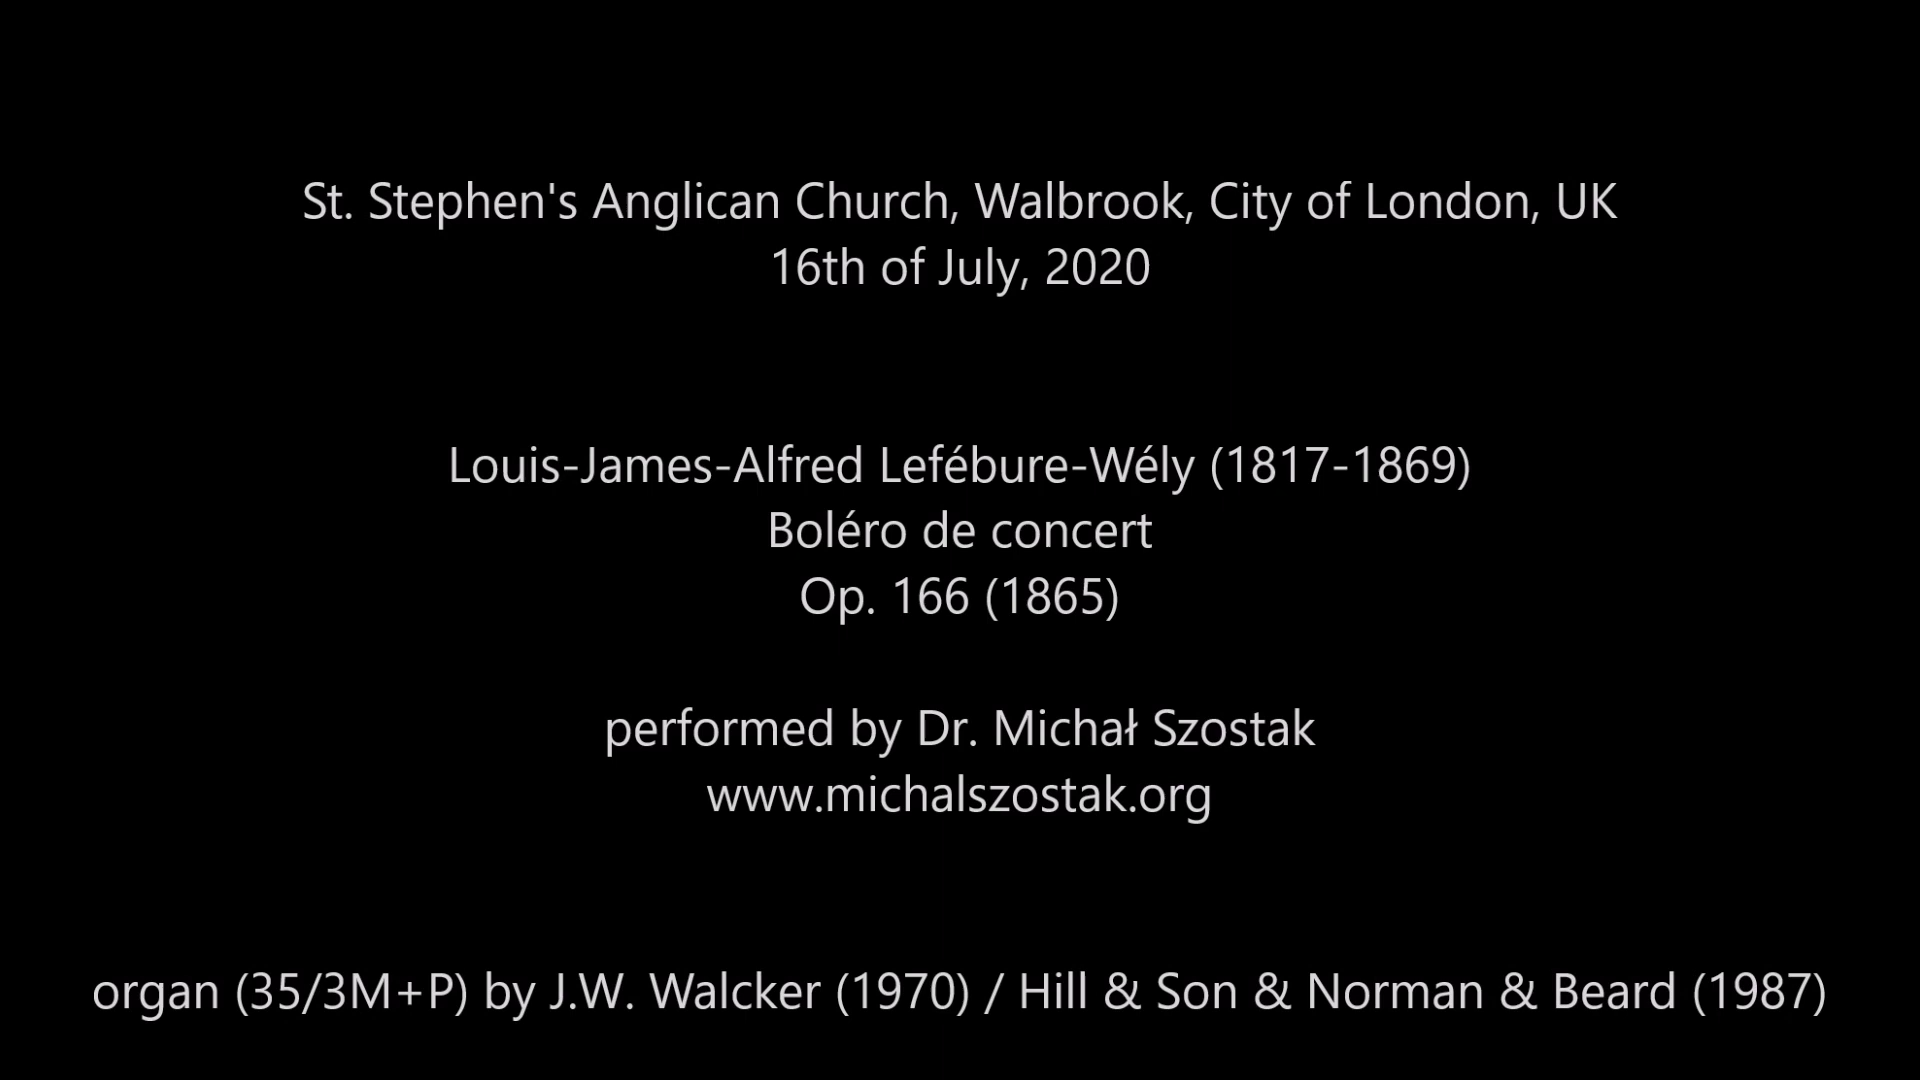 St. Stephen's Anglican Church, Walbrook, City of London, UK
16th of July, 2020
Louis-James-Alfred Lefébure-Wély (1817-1869)
Boléro de concert
Op. 166 (1865)
performed by Dr. Michał Szostak
www.michalszostak.org
organ (35/3M+P) by J.W. Walcker (1970) / Hill & Son & Norman & Beard (1987)